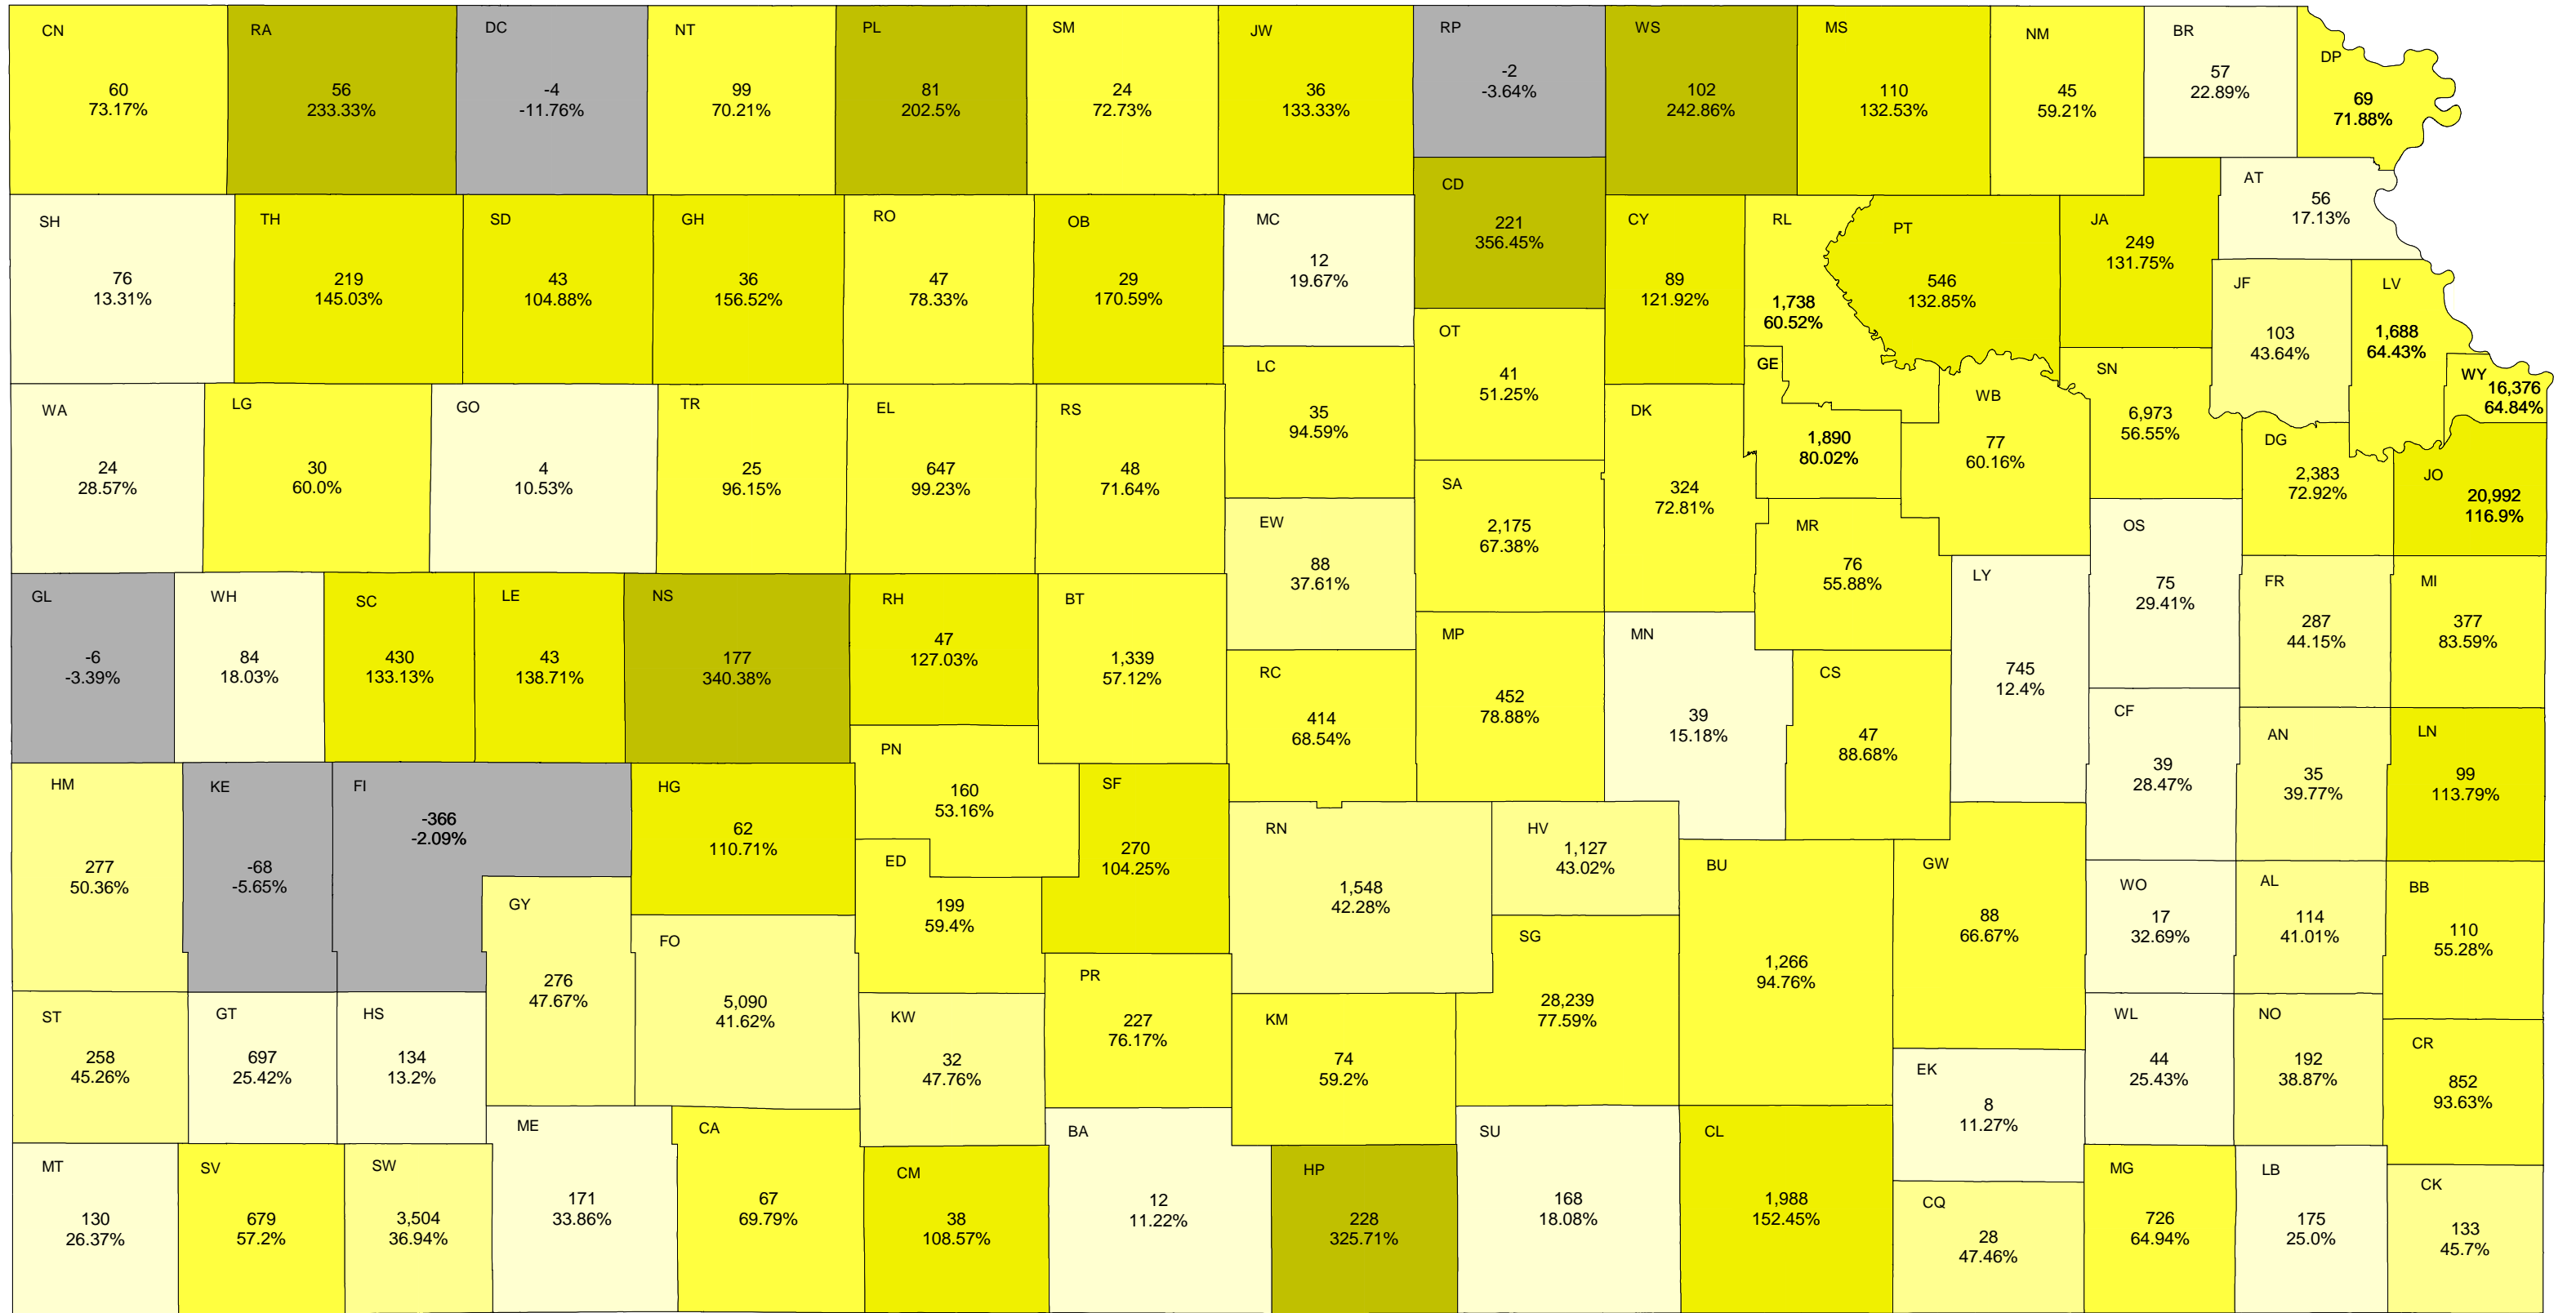 CN
60
73.17%
RA
56
233.33%
DC
-4
-11.76%
NT
99
70.21%
PL
81
202.5%
SM
24
72.73%
JW
36
133.33%
RP
-2
-3.64%
WS
102
242.86%
MS
110
132.53%
NM
45
59.21%
BR
57
22.89%
DP
69
71.88%
CD
221
356.45%
AT
56
17.13%
SH
76
13.31%
TH
219
145.03%
SD
43
104.88%
GH
36
156.52%
RO
47
78.33%
OB
29
170.59%
MC
12
19.67%
CY
89
121.92%
RL
1,738
60.52%
PT
546
132.85%
JA
249
131.75%
JF
103
43.64%
LV
1,688
64.43%
OT
41
51.25%
LC
35
94.59%
GE
1,890
80.02%
SN
6,973
56.55%
WY
16,376
64.84%
WA
24
28.57%
LG
30
60.0%
GO
4
10.53%
TR
25
96.15%
EL
647
99.23%
RS
48
71.64%
DK
324
72.81%
WB
77
60.16%
DG
2,383
72.92%
JO
20,992
116.9%
SA
2,175
67.38%
EW
88
37.61%
MR
76
55.88%
OS
75
29.41%
LY
745
12.4%
FR
287
44.15%
MI
377
83.59%
GL
-6
-3.39%
WH
84
18.03%
SC
430
133.13%
LE
43
138.71%
NS
177
340.38%
RH
47
127.03%
BT
1,339
57.12%
MP
452
78.88%
MN
39
15.18%
RC
414
68.54%
CS
47
88.68%
CF
39
28.47%
AN
35
39.77%
LN
99
113.79%
PN
160
53.16%
HM
277
50.36%
KE
-68
-5.65%
FI
-366
-2.09%
HG
62
110.71%
SF
270
104.25%
RN
1,548
42.28%
HV
1,127
43.02%
ED
199
59.4%
BU
1,266
94.76%
GW
88
66.67%
WO
17
32.69%
AL
114
41.01%
BB
110
55.28%
GY
276
47.67%
FO
5,090
41.62%
SG
28,239
77.59%
PR
227
76.17%
ST
258
45.26%
GT
697
25.42%
HS
134
13.2%
KW
32
47.76%
KM
74
59.2%
WL
44
25.43%
NO
192
38.87%
CR
852
93.63%
EK
8
11.27%
ME
171
33.86%
CA
67
69.79%
BA
12
11.22%
SU
168
18.08%
CL
1,988
152.45%
MT
130
26.37%
SV
679
57.2%
SW
3,504
36.94%
CM
38
108.57%
HP
228
325.71%
CQ
28
47.46%
MG
726
64.94%
LB
175
25.0%
CK
133
45.7%